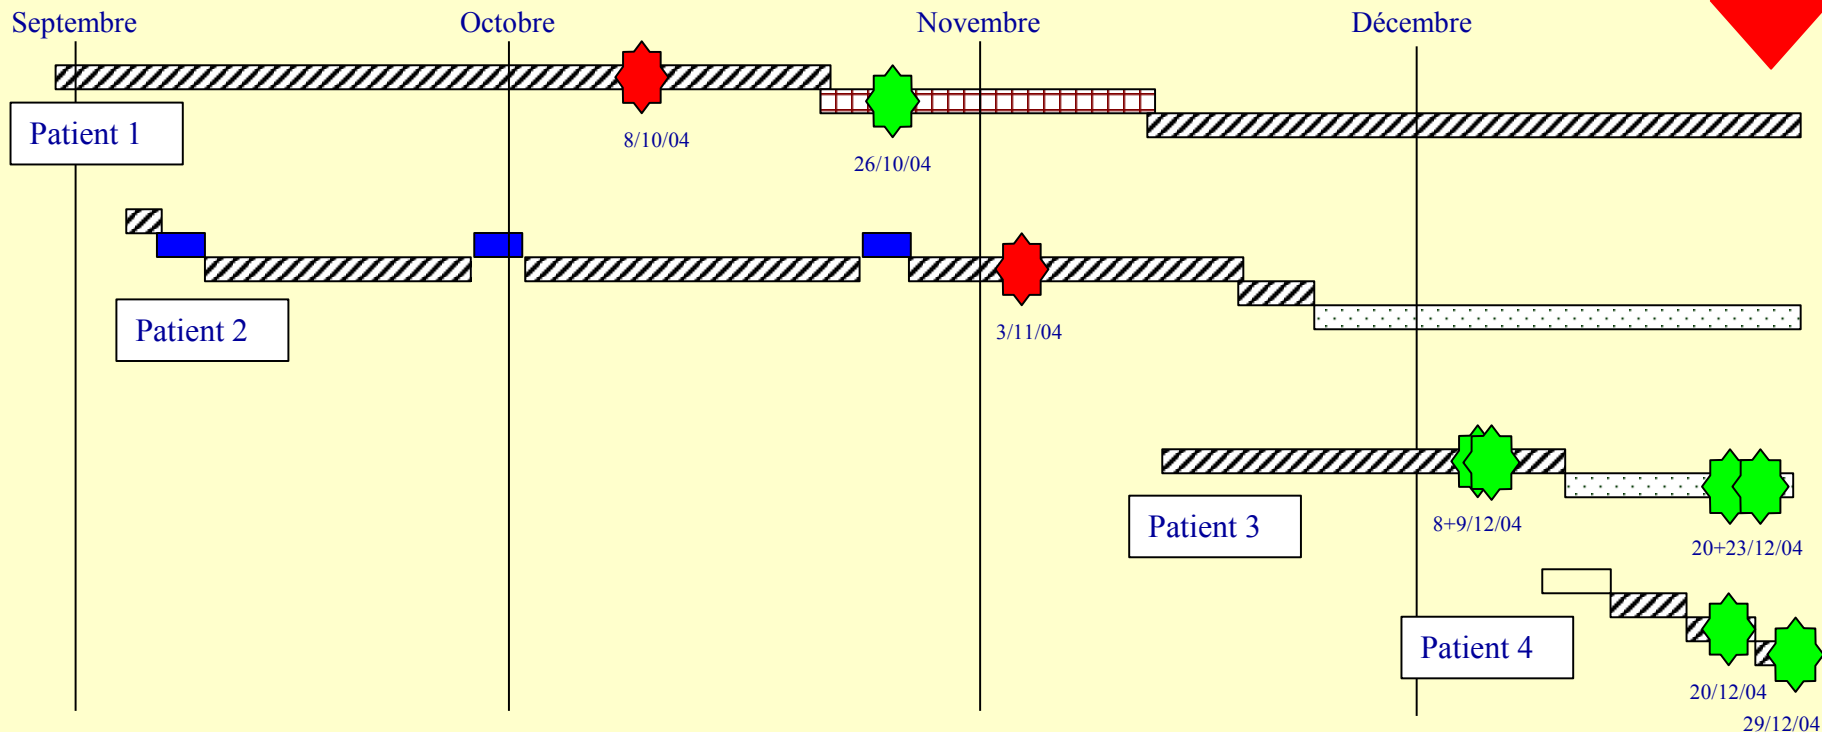 Septembre
Octobre
Novembre
Décembre
Patient 1
8/10/04
26/10/04
Patient 2
3/11/04
Patient 3
8+9/12/04
20+23/12/04
Patient 4
20/12/04
29/12/04